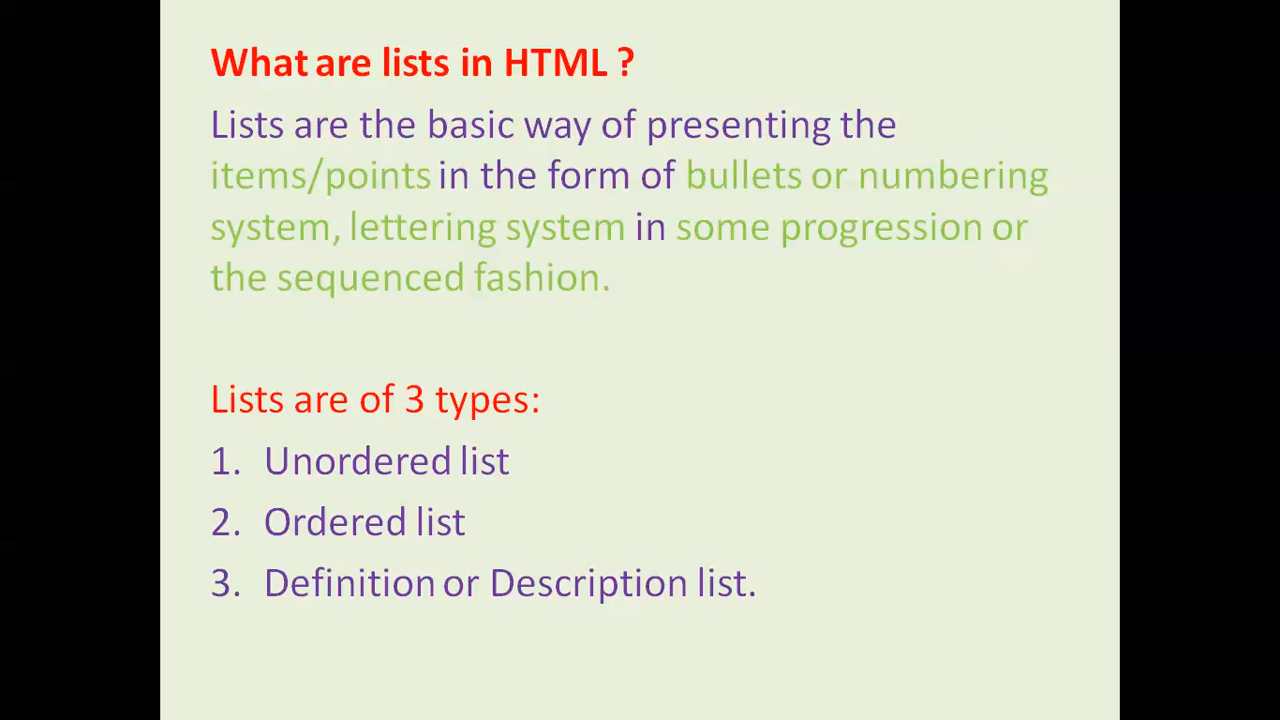 What are lists in HTML ?
Lists are the basic way of presenting the
items/points in the form of bullets or numbering
system, lettering system in some progression or
the sequenced fashion.
Lists are of 3 types:
1. Unordered list
2. Ordered list
3. Definition or Description list.